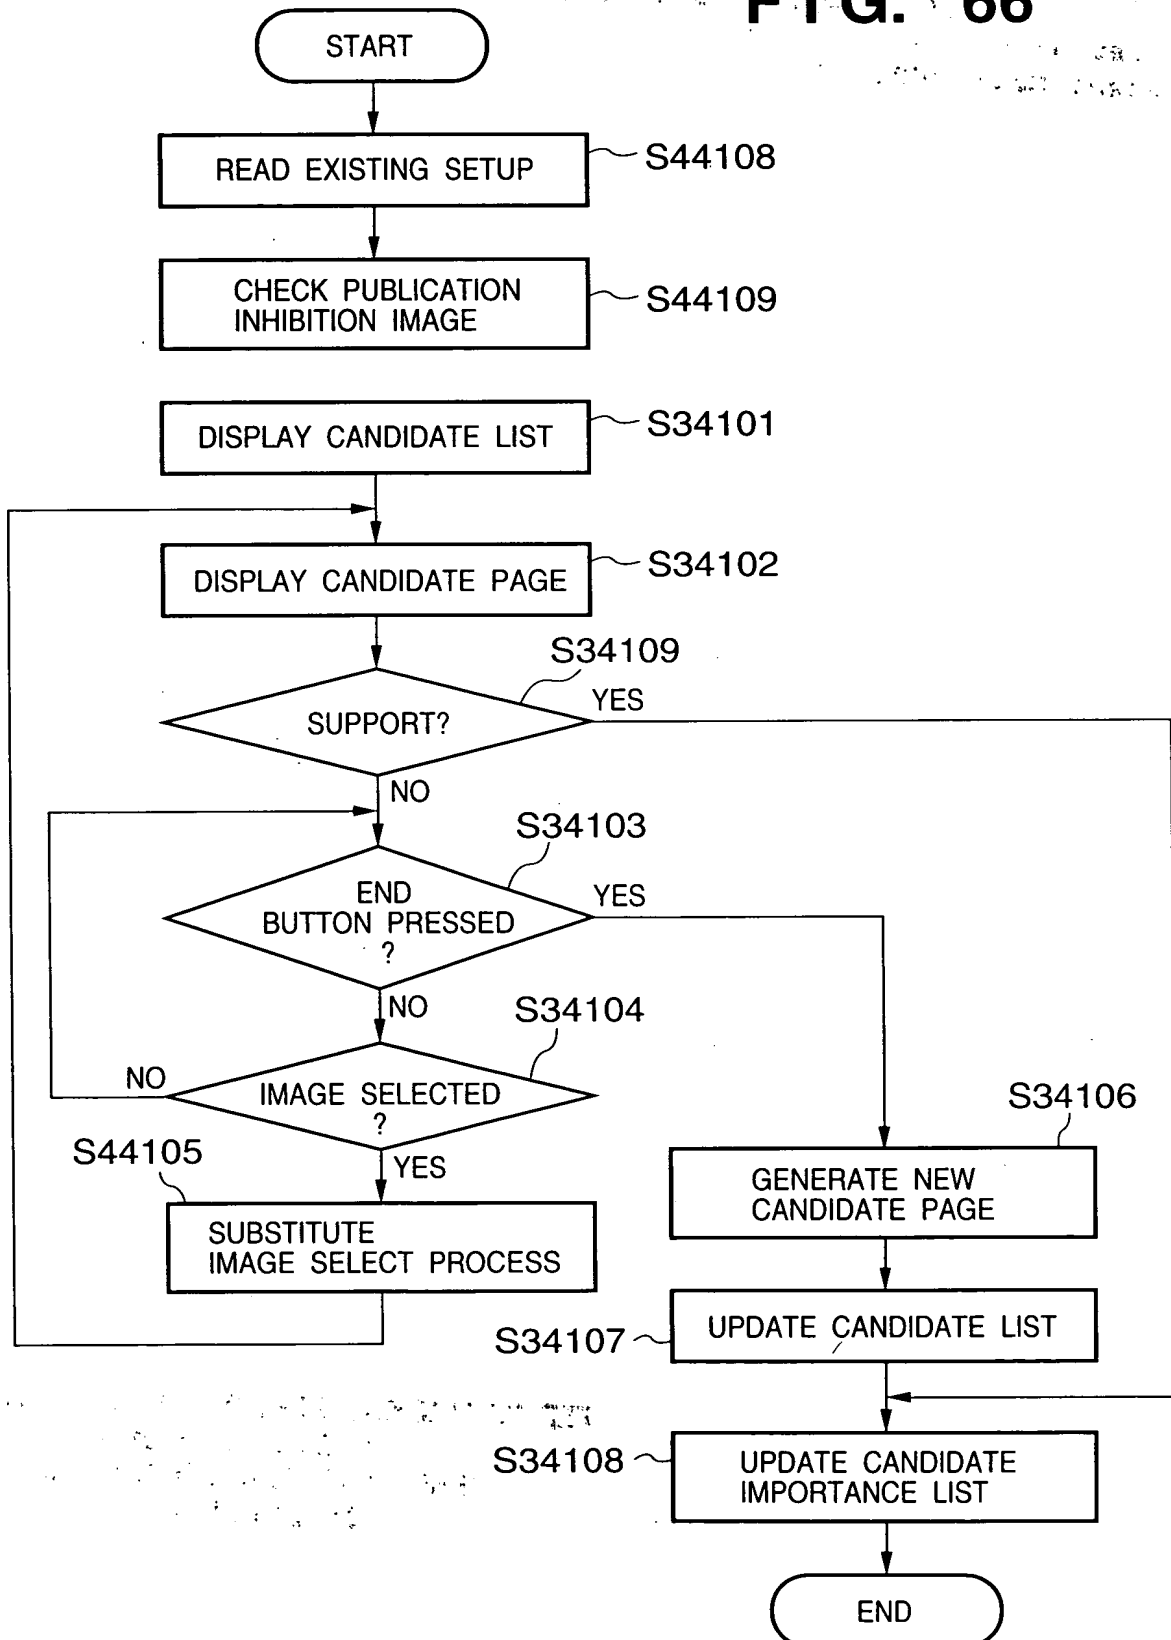 FIG. 66
START
READ EXISTING SETUP
S44108
CHECK PUBLICATION
INHIBITION IMAGE
S44109
DISPLAY CANDIDATE LIST
S34101
DISPLAY CANDIDATE PAGE
S34102
S34109
SUPPORT?
YES
NO
S34103
END
BUTTON PRESSED
?
YES
NO
S34104
IMAGE SELECTED
?
NO
YES
S44105
SUBSTITUTE
IMAGE SELECT PROCESS
S34106
GENERATE NEW
CANDIDATE PAGE
S34107
UPDATE CANDIDATE LIST
S34108
UPDATE CANDIDATE
IMPORTANCE LIST
END